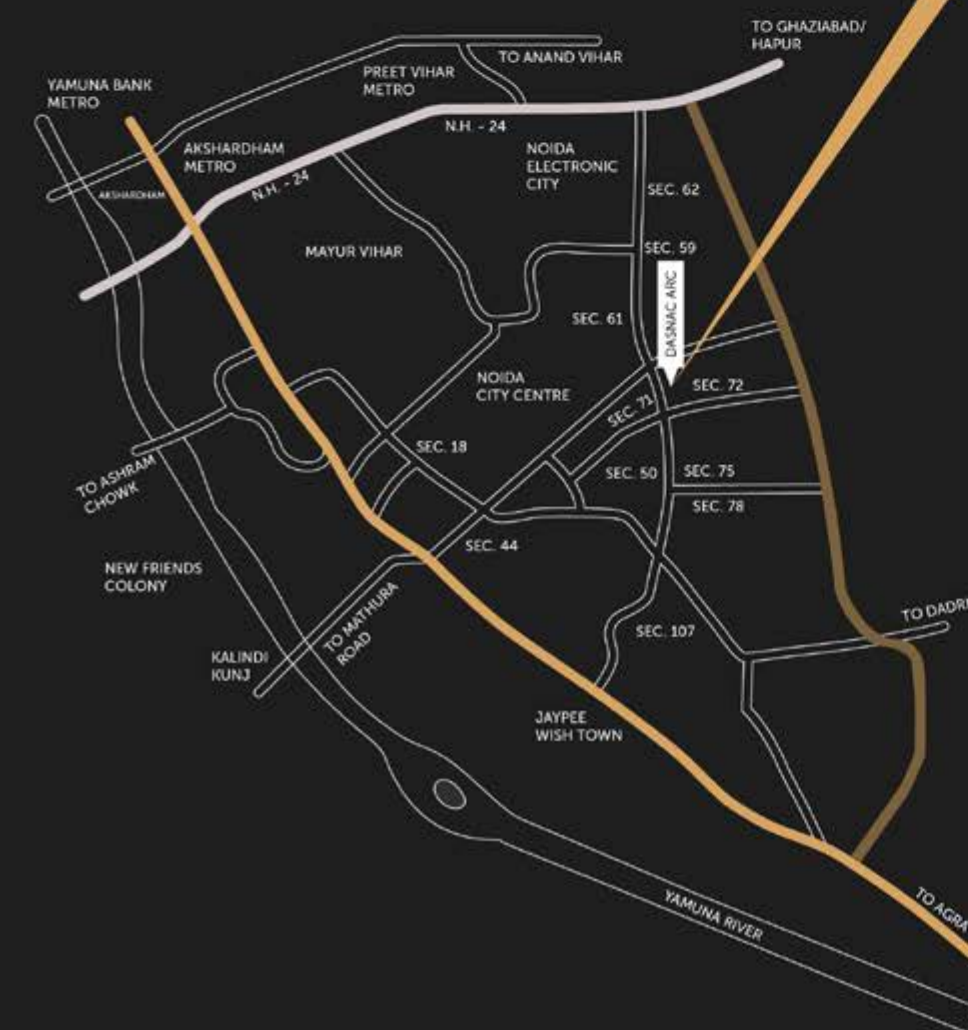 TO GHAZIABAD/
HAPUR
TO ANAND VIHAR
PREET VIHAR
METRO
YAMUNA BANK
METRO
N.H. - 24
AKSHARDHAM
METRO
NOIDA
ELECTRONIC
CITY
N.H. - 24
SEC. 62
AKSHARDHAM
MAYUR VIHAR
SEC. 59
DASNAC ARC
SEC. 61
NOIDA
CITY CENTRE
SEC. 72
SEC. 71
SEC. 18
SEC. 50
SEC. 75
TO ASHRAM
CHOWK
SEC. 78
SEC. 44
NEW FRIENDS
COLONY
TO DADRI
TO MATHURA
ROAD
SEC. 107
KALINDI
KUNJ
JAYPEE
WISH TOWN
YAMUNA RIVER
TO AGRA